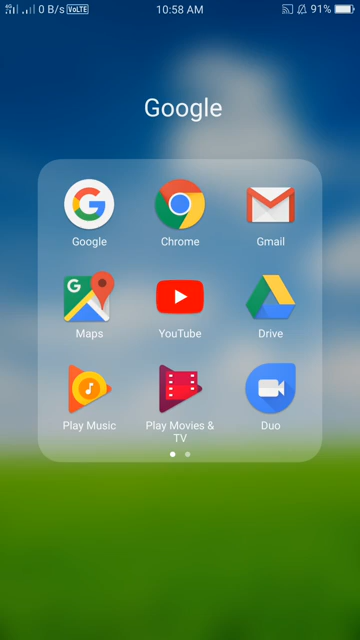 4G 0 B/s VoLTE 10:58 AM 91%
Google
Google Chrome Gmail
Maps YouTube Drive
Play Music Play Movies & TV Duo